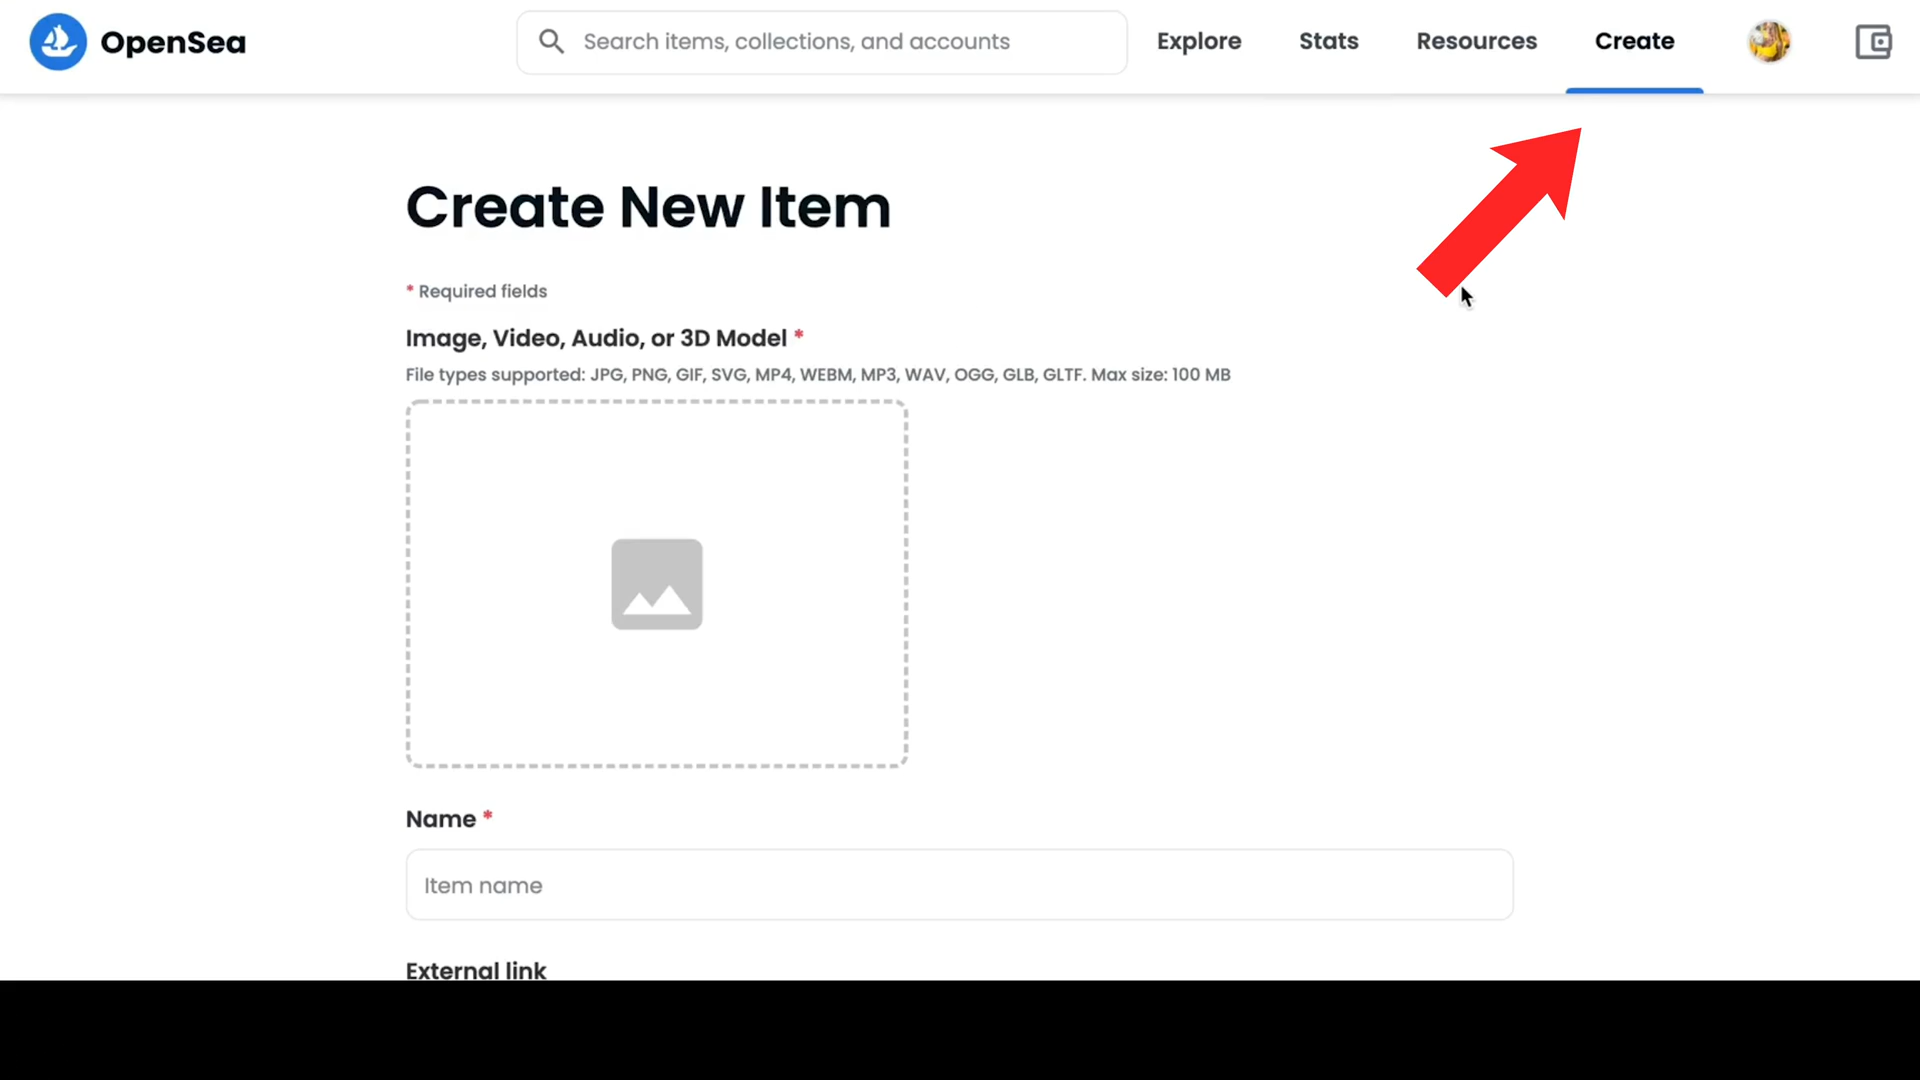 OpenSea
Search items, collections, and accounts
Explore
Stats
Resources
Create
Create New Item
* Required fields
Image, Video, Audio, or 3D Model *
File types supported: JPG, PNG, GIF, SVG, MP4, WEBM, MP3, WAV, OGG, GLB, GLTF. Max size: 100 MB
Name *
Item name
External link